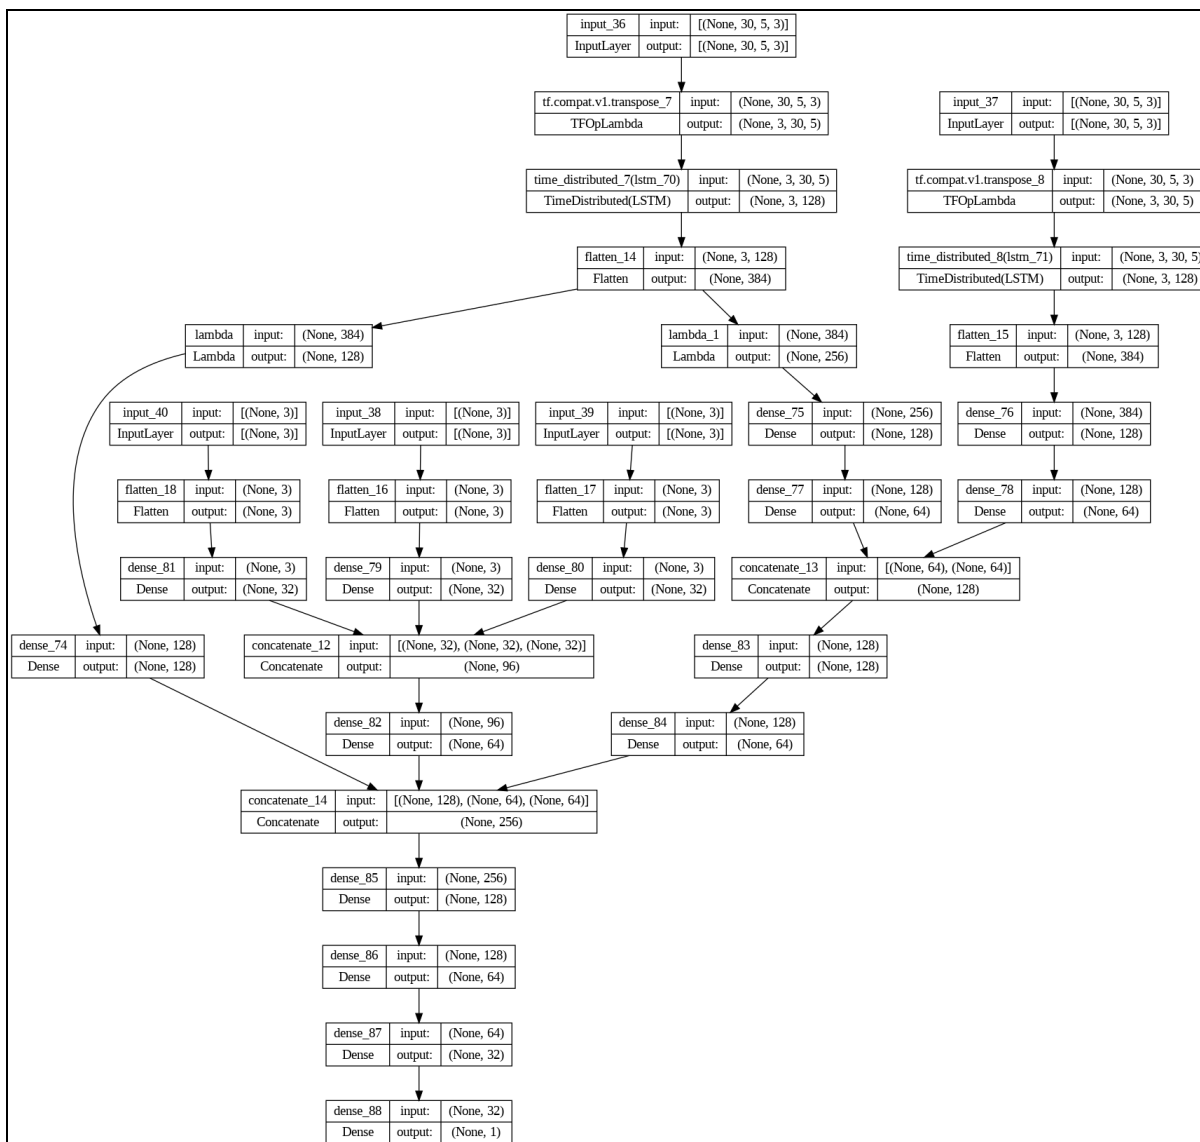 input_36 input: [(None, 30, 5, 3)]
InputLayer output: [(None, 30, 5, 3)]
tf.compat.v1.transpose_7 input: (None, 30, 5, 3)
TFOpLambda output: (None, 3, 30, 5)
input_37 input: [(None, 30, 5, 3)]
InputLayer output: [(None, 30, 5, 3)]
time_distributed_7(lstm_70) input: (None, 3, 30, 5)
TimeDistributed(LSTM) output: (None, 3, 128)
tf.compat.v1.transpose_8 input: (None, 30, 5, 3)
TFOpLambda output: (None, 3, 30, 5)
flatten_14 input: (None, 3, 128)
Flatten output: (None, 384)
time_distributed_8(lstm_71) input: (None, 3, 30, 5)
TimeDistributed(LSTM) output: (None, 3, 128)
lambda input: (None, 384)
Lambda output: (None, 128)
lambda_1 input: (None, 384)
Lambda output: (None, 256)
flatten_15 input: (None, 3, 128)
Flatten output: (None, 384)
input_40 input: [(None, 3)]
InputLayer output: [(None, 3)]
input_38 input: [(None, 3)]
InputLayer output: [(None, 3)]
input_39 input: [(None, 3)]
InputLayer output: [(None, 3)]
dense_75 input: (None, 256)
Dense output: (None, 128)
dense_76 input: (None, 384)
Dense output: (None, 128)
flatten_18 input: (None, 3)
Flatten output: (None, 3)
flatten_16 input: (None, 3)
Flatten output: (None, 3)
flatten_17 input: (None, 3)
Flatten output: (None, 3)
dense_77 input: (None, 128)
Dense output: (None, 64)
dense_78 input: (None, 128)
Dense output: (None, 64)
dense_81 input: (None, 3)
Dense output: (None, 32)
dense_79 input: (None, 3)
Dense output: (None, 32)
dense_80 input: (None, 3)
Dense output: (None, 32)
concatenate_13 input: [(None, 64), (None, 64)]
Concatenate output: (None, 128)
dense_74 input: (None, 128)
Dense output: (None, 128)
concatenate_12 input: [(None, 32), (None, 32), (None, 32)]
Concatenate output: (None, 96)
dense_83 input: (None, 128)
Dense output: (None, 128)
dense_82 input: (None, 96)
Dense output: (None, 64)
dense_84 input: (None, 128)
Dense output: (None, 64)
concatenate_14 input: [(None, 128), (None, 64), (None, 64)]
Concatenate output: (None, 256)
dense_85 input: (None, 256)
Dense output: (None, 128)
dense_86 input: (None, 128)
Dense output: (None, 64)
dense_87 input: (None, 64)
Dense output: (None, 32)
dense_88 input: (None, 32)
Dense output: (None, 1)